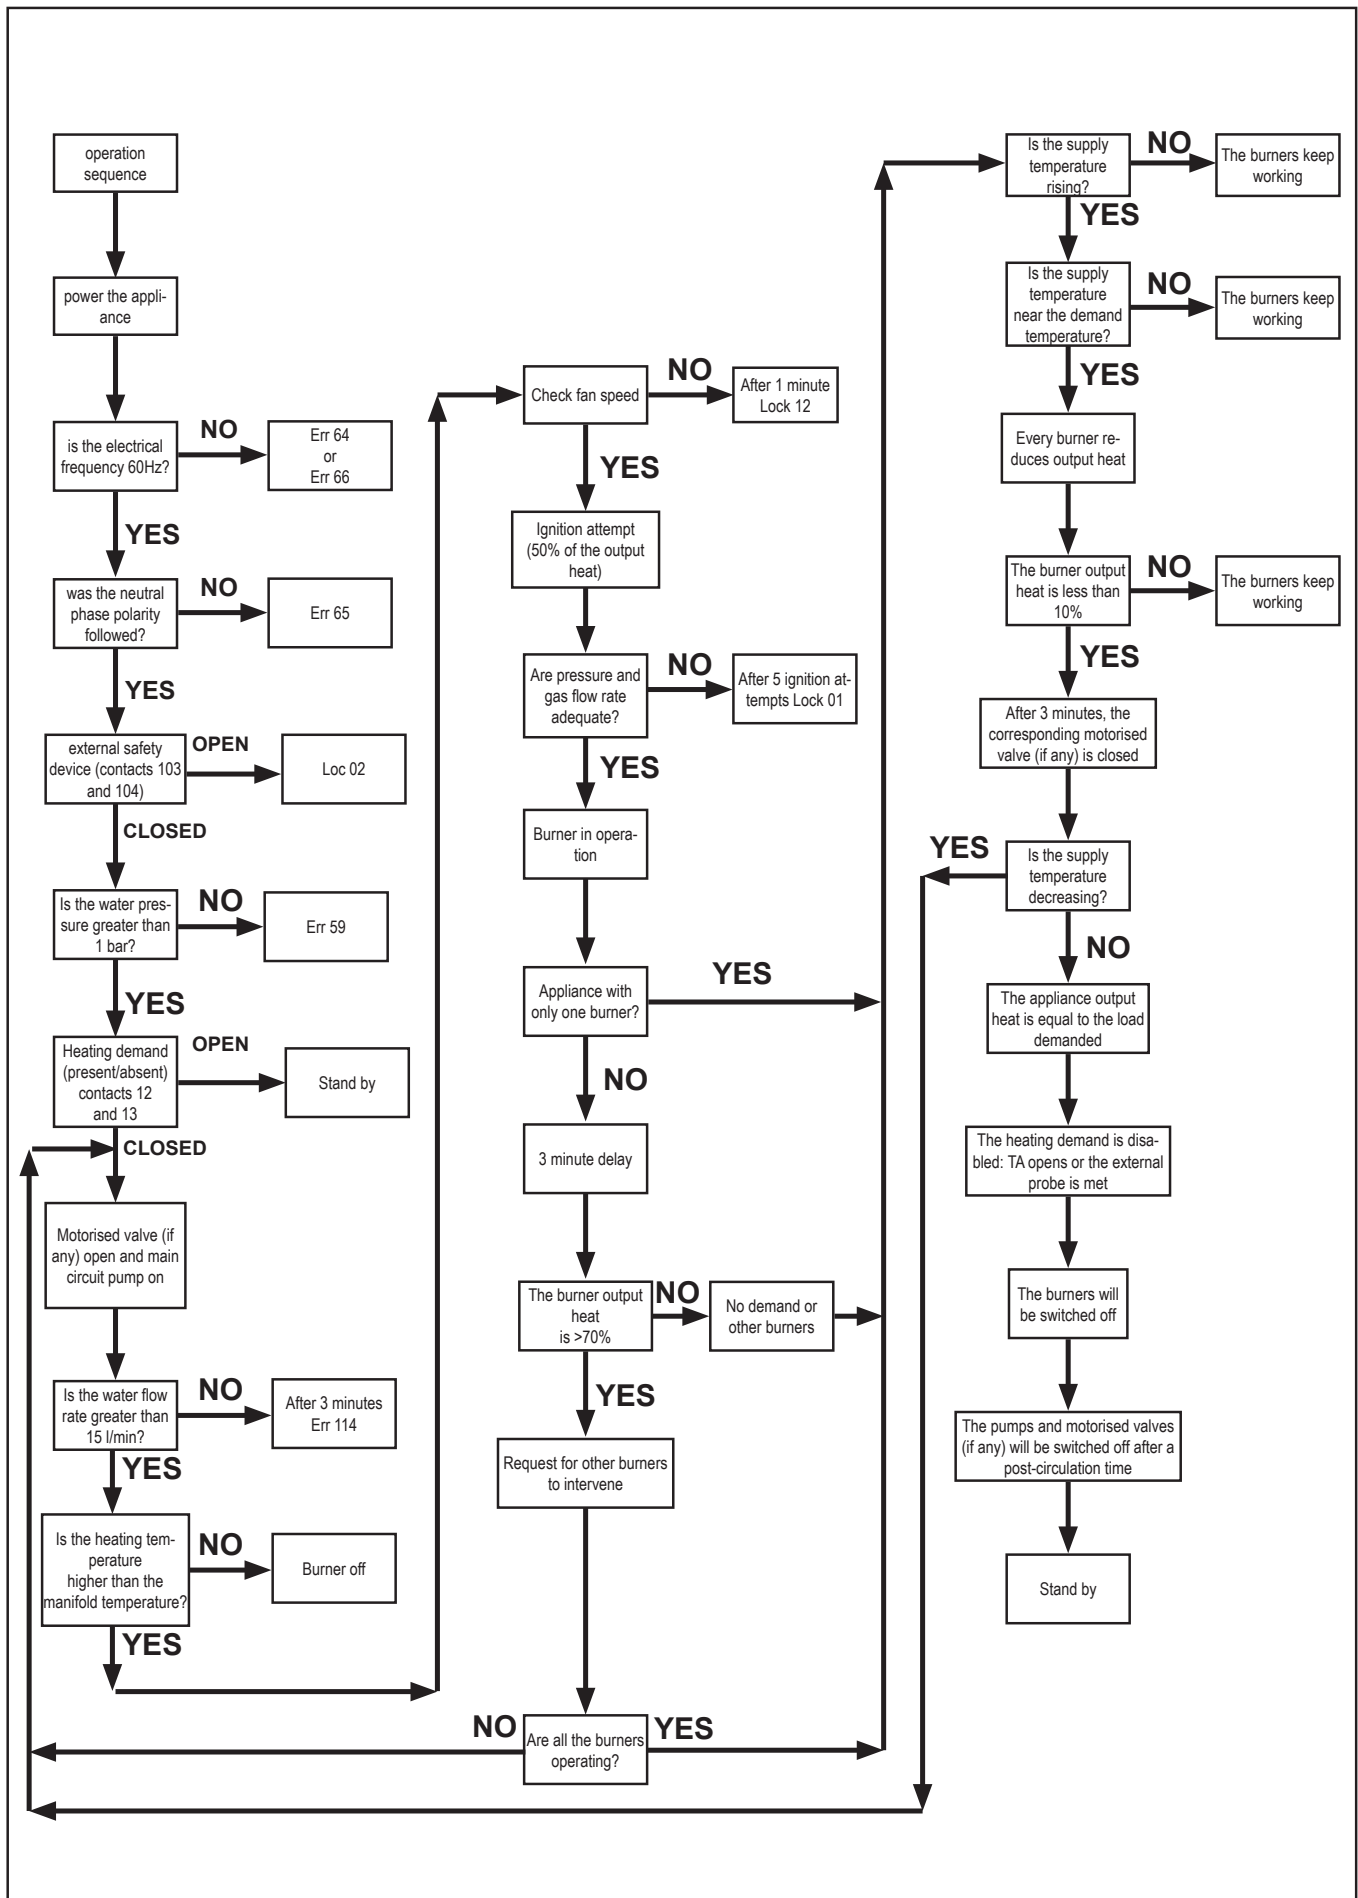 operation
sequence
power the appli-
ance
is the electrical
frequency 60Hz?
NO
Err 64
or
Err 66
YES
was the neutral
phase polarity
followed?
NO
Err 65
YES
external safety
device (contacts 103
and 104)
OPEN
Loc 02
CLOSED
Is the water pres-
sure greater than
1 bar?
NO
Err 59
YES
Heating demand
(present/absent)
contacts 12
and 13
OPEN
Stand by
CLOSED
Motorised valve (if
any) open and main
circuit pump on
Is the water flow
rate greater than
15 l/min?
NO
After 3 minutes
Err 114
YES
Is the heating tem-
perature
higher than the
manifold temperature?
NO
Burner off
YES
Check fan speed
NO
After 1 minute
Lock 12
YES
Ignition attempt
(50% of the output
heat)
Are pressure and
gas flow rate
adequate?
NO
After 5 ignition at-
tempts Lock 01
YES
Burner in opera-
tion
Appliance with
only one burner?
YES
NO
3 minute delay
The burner output
heat
is >70%
NO
No demand or
other burners
YES
Request for other burners
to intervene
Are all the burners
operating?
NO
YES
Is the supply
temperature
rising?
NO
The burners keep
working
YES
Is the supply
temperature
near the demand
temperature?
NO
The burners keep
working
YES
Every burner re-
duces output heat
The burner output
heat is less than
10%
NO
The burners keep
working
YES
After 3 minutes, the
corresponding motorised
valve (if any) is closed
Is the supply
temperature
decreasing?
YES
NO
The appliance output
heat is equal to the load
demanded
The heating demand is disa-
bled: TA opens or the external
probe is met
The burners will
be switched off
The pumps and motorised valves
(if any) will be switched off after a
post-circulation time
Stand by